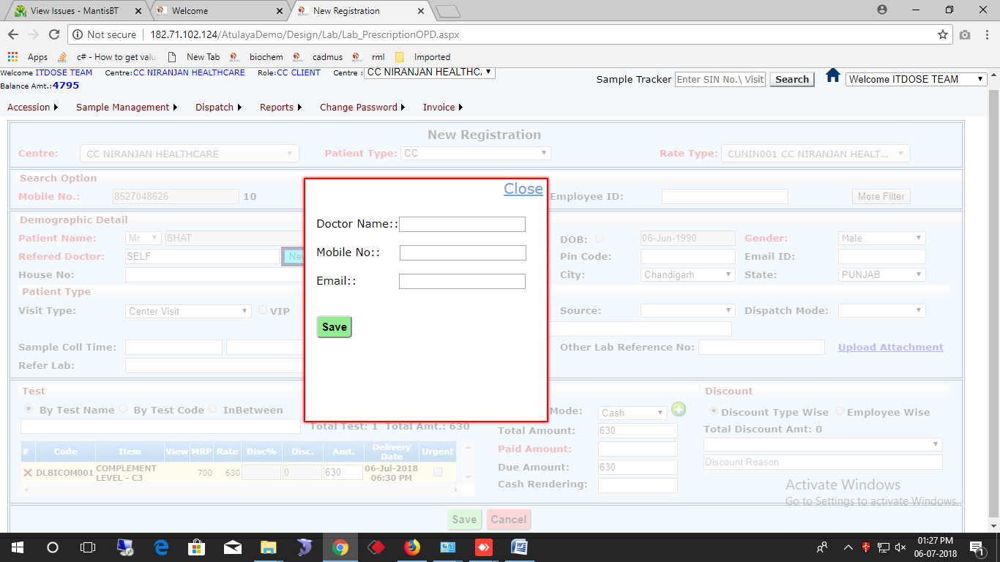 View Issues - MantisBT
Welcome
New Registration
Not secure 182.71.102.124/AtulayaDemo/Design/Lab/Lab_PrescriptionOPD.aspx
Apps c# - How to get valu New Tab biochem cadmus rml Imported
Welcome ITDOSE TEAM Centre:CC NIRANJAN HEALTHCARE Role:CC CLIENT Centre : CC NIRANJAN HEALTHC. Sample Tracker Enter SIN No.\ Visit Search Welcome ITDOSE TEAM
Balance Amt.:4795
Accession Sample Management Dispatch Reports Change Password Invoice
New Registration
Centre: CC NIRANJAN HEALTHCARE Patient Type: CC Rate Type: CUNIN001 CC NIRANJAN HEALT...
Search Option
Mobile No.: 8527048626 10 Employee ID: More Filter
Demographic Detail
Patient Name: Mr. SHAT DOB: 06-Jun-1990 Gender: Male
Refered Doctor: SELF Ne Pin Code: Email ID:
House No: City: Chandigarh State: PUNJAB
Patient Type
Visit Type: Center Visit VIP Source: Dispatch Mode:
Sample Coll Time: Other Lab Reference No: Upload Attachment
Refer Lab:
Close
Doctor Name::
Mobile No::
Email::
Save
Test Discount
By Test Name By Test Code InBetween Mode: Cash Discount Type Wise Employee Wise
Total Test: 1 Total Amt.: 630 Total Amount: 630 Total Discount Amt: 0
# Code Item View MRP Rate Disc% Disc. Amt. Delivery Date Urgent
Paid Amount:
DLBICOM001 COMPLEMENT LEVEL - C3 700 630 0 630 06-Jul-2018 06:30 PM
Due Amount: 630 Discount Reason
Cash Rendering:
Activate Windows
Go to Settings to activate Windows.
Save Cancel
01:27 PM
06-07-2018
1